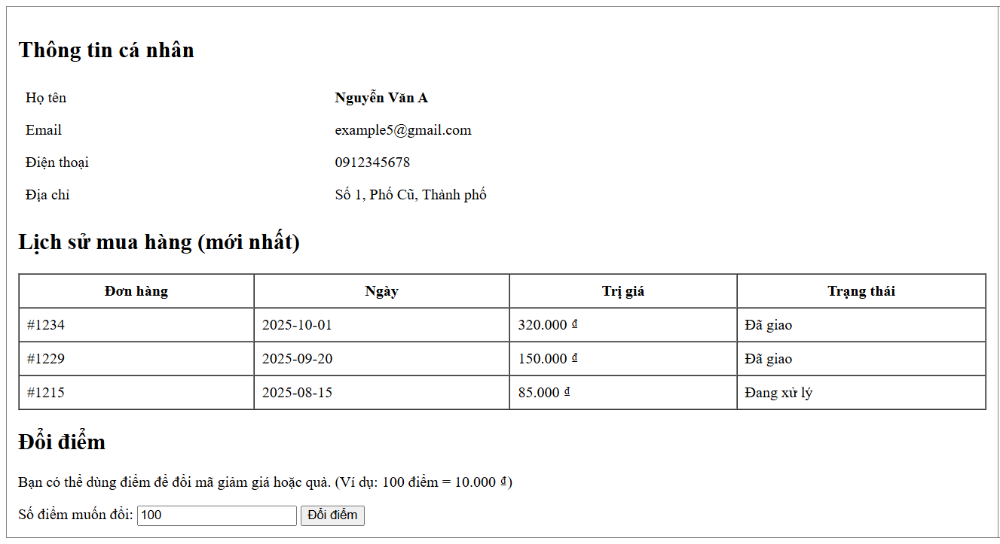 Thông tin cá nhân
Họ tên Nguyễn Văn A
Email example5@gmail.com
Điện thoại 0912345678
Địa chỉ Số 1, Phố Cũ, Thành phố
Lịch sử mua hàng (mới nhất)
Đơn hàng Ngày Trị giá Trạng thái
#1234 2025-10-01 320.000 ₫ Đã giao
#1229 2025-09-20 150.000 ₫ Đã giao
#1215 2025-08-15 85.000 ₫ Đang xử lý
Đổi điểm
Bạn có thể dùng điểm để đổi mã giảm giá hoặc quà. (Ví dụ: 100 điểm = 10.000 ₫)
Số điểm muốn đổi: 100 Đổi điểm